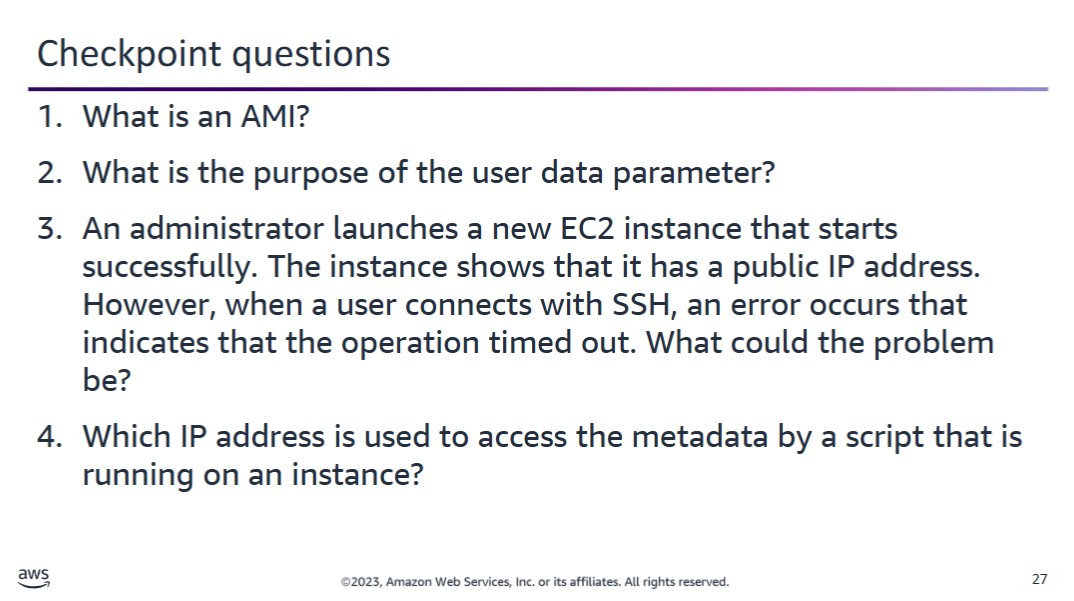 Checkpoint questions
1. What is an AMI?
2. What is the purpose of the user data parameter?
3. An administrator launches a new EC2 instance that starts
successfully. The instance shows that it has a public IP address.
However, when a user connects with SSH, an error occurs that
indicates that the operation timed out. What could the problem
be?
4. Which IP address is used to access the metadata by a script that is
running on an instance?
aws
©2023, Amazon Web Services, Inc. or its affiliates. All rights reserved.
27